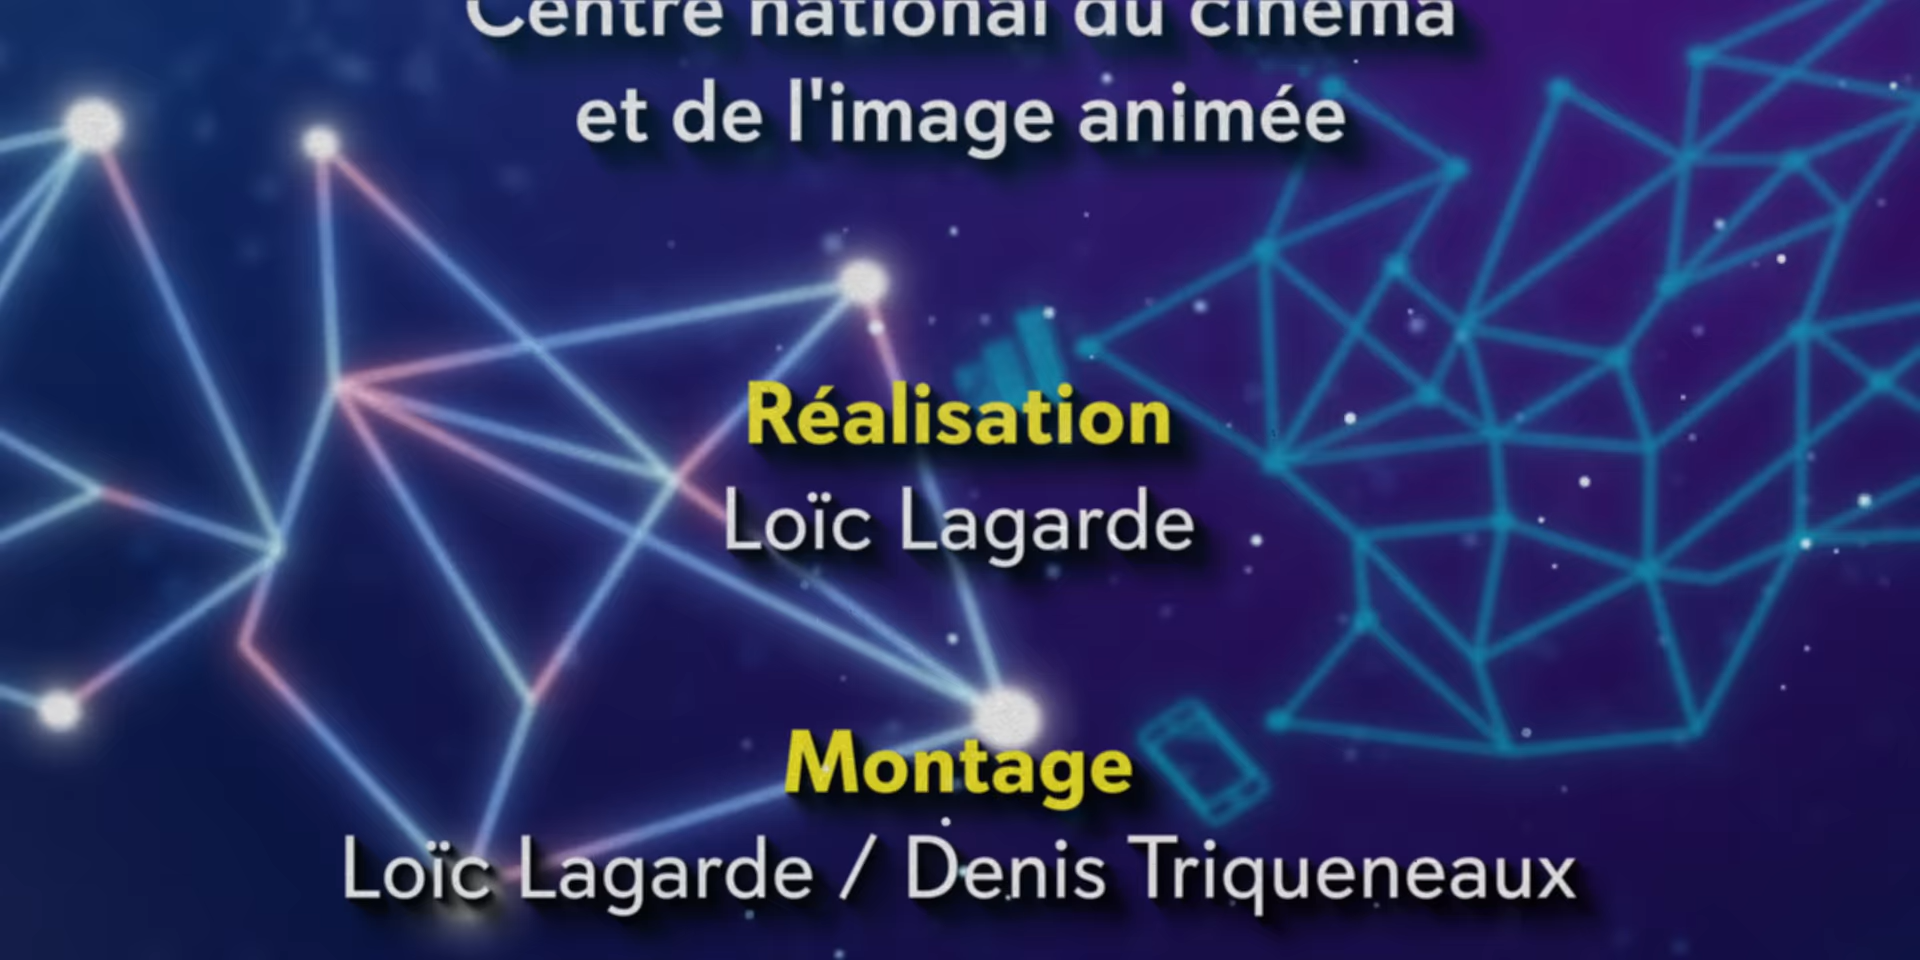 Centre national du cinéma
et de l'image animée
Réalisation
Loïc Lagarde
Montage
Loïc Lagarde / Denis Triqueneaux